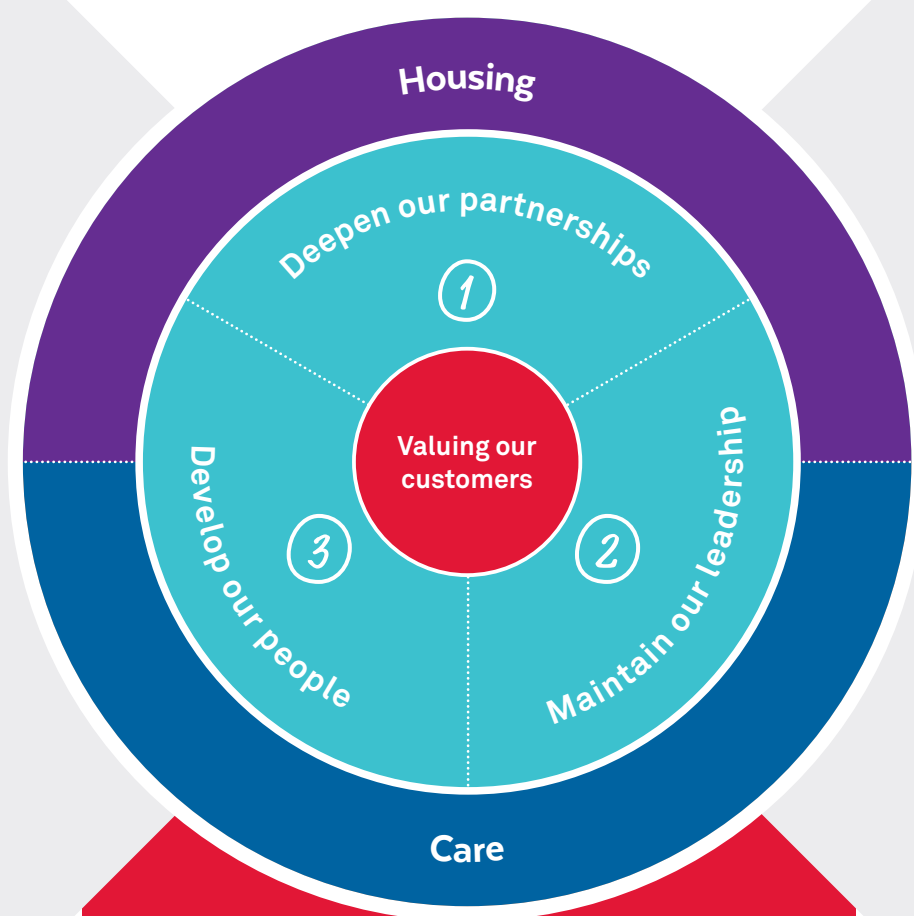 Housing
Deepen our partnerships
1
Valuing our
customers
Maintain our leadership
2
Develop our people
3
Care